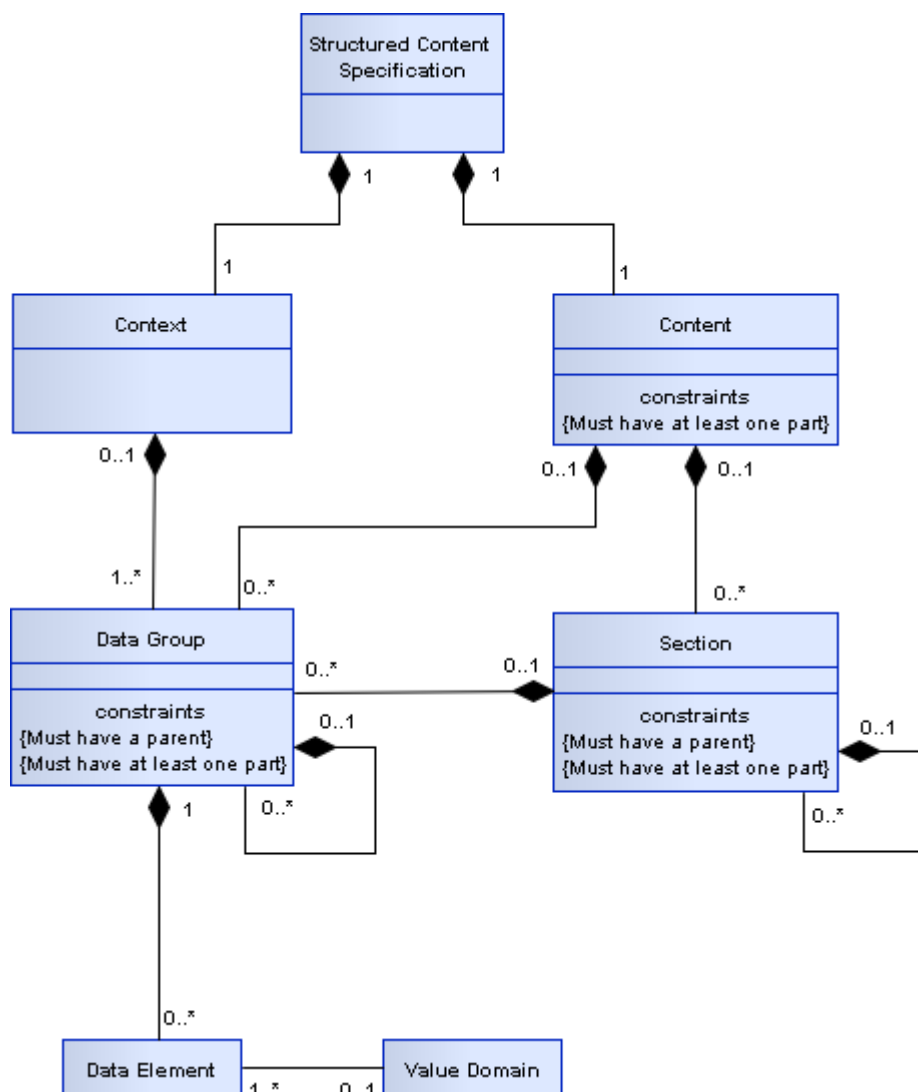 Structured Content
Specification
1
1
1
1
Context
Content
constraints
{Must have at least one part}
0..1
0..1
0..1
1..*
0..*
0..*
Data Group
Section
0..*
0..1
constraints
{Must have a parent}
{Must have at least one part}
0..1
constraints
{Must have a parent}
{Must have at least one part}
0..1
1
0..*
0..*
0..*
Data Element
Value Domain
1..*
0..1